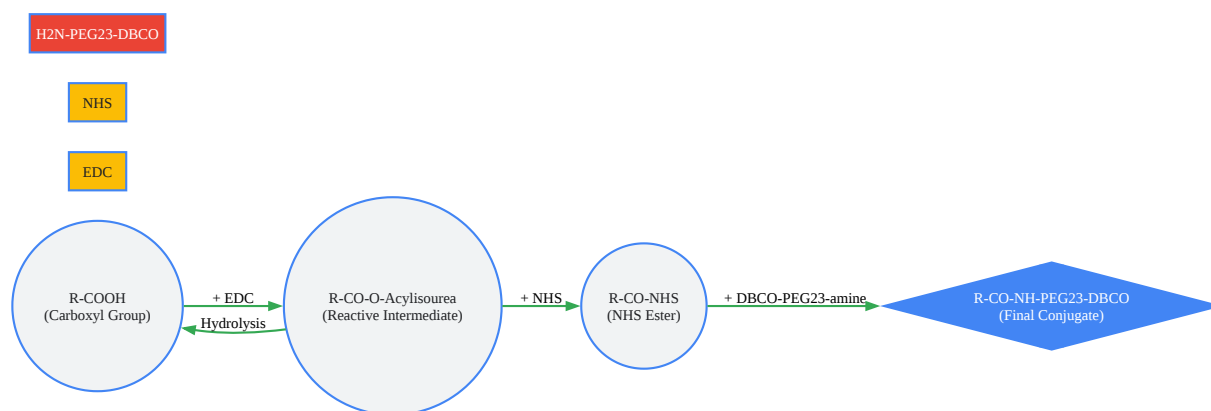 H2N-PEG23-DBCO
NHS
EDC
R-COOH
(Carboxyl Group)
+ EDC
Hydrolysis
R-CO-O-Acylisourea
(Reactive Intermediate)
+ NHS
R-CO-NHS
(NHS Ester)
+ DBCO-PEG23-amine
R-CO-NH-PEG23-DBCO
(Final Conjugate)